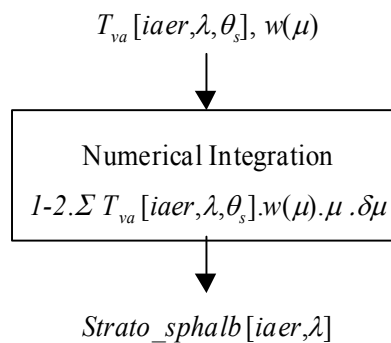 T_va [iaer,λ,θ_s], w(μ)
Numerical Integration
1-2.Σ T_va [iaer,λ,θ_s].w(μ).μ .δμ
Strato_sphalb[iaer,λ]